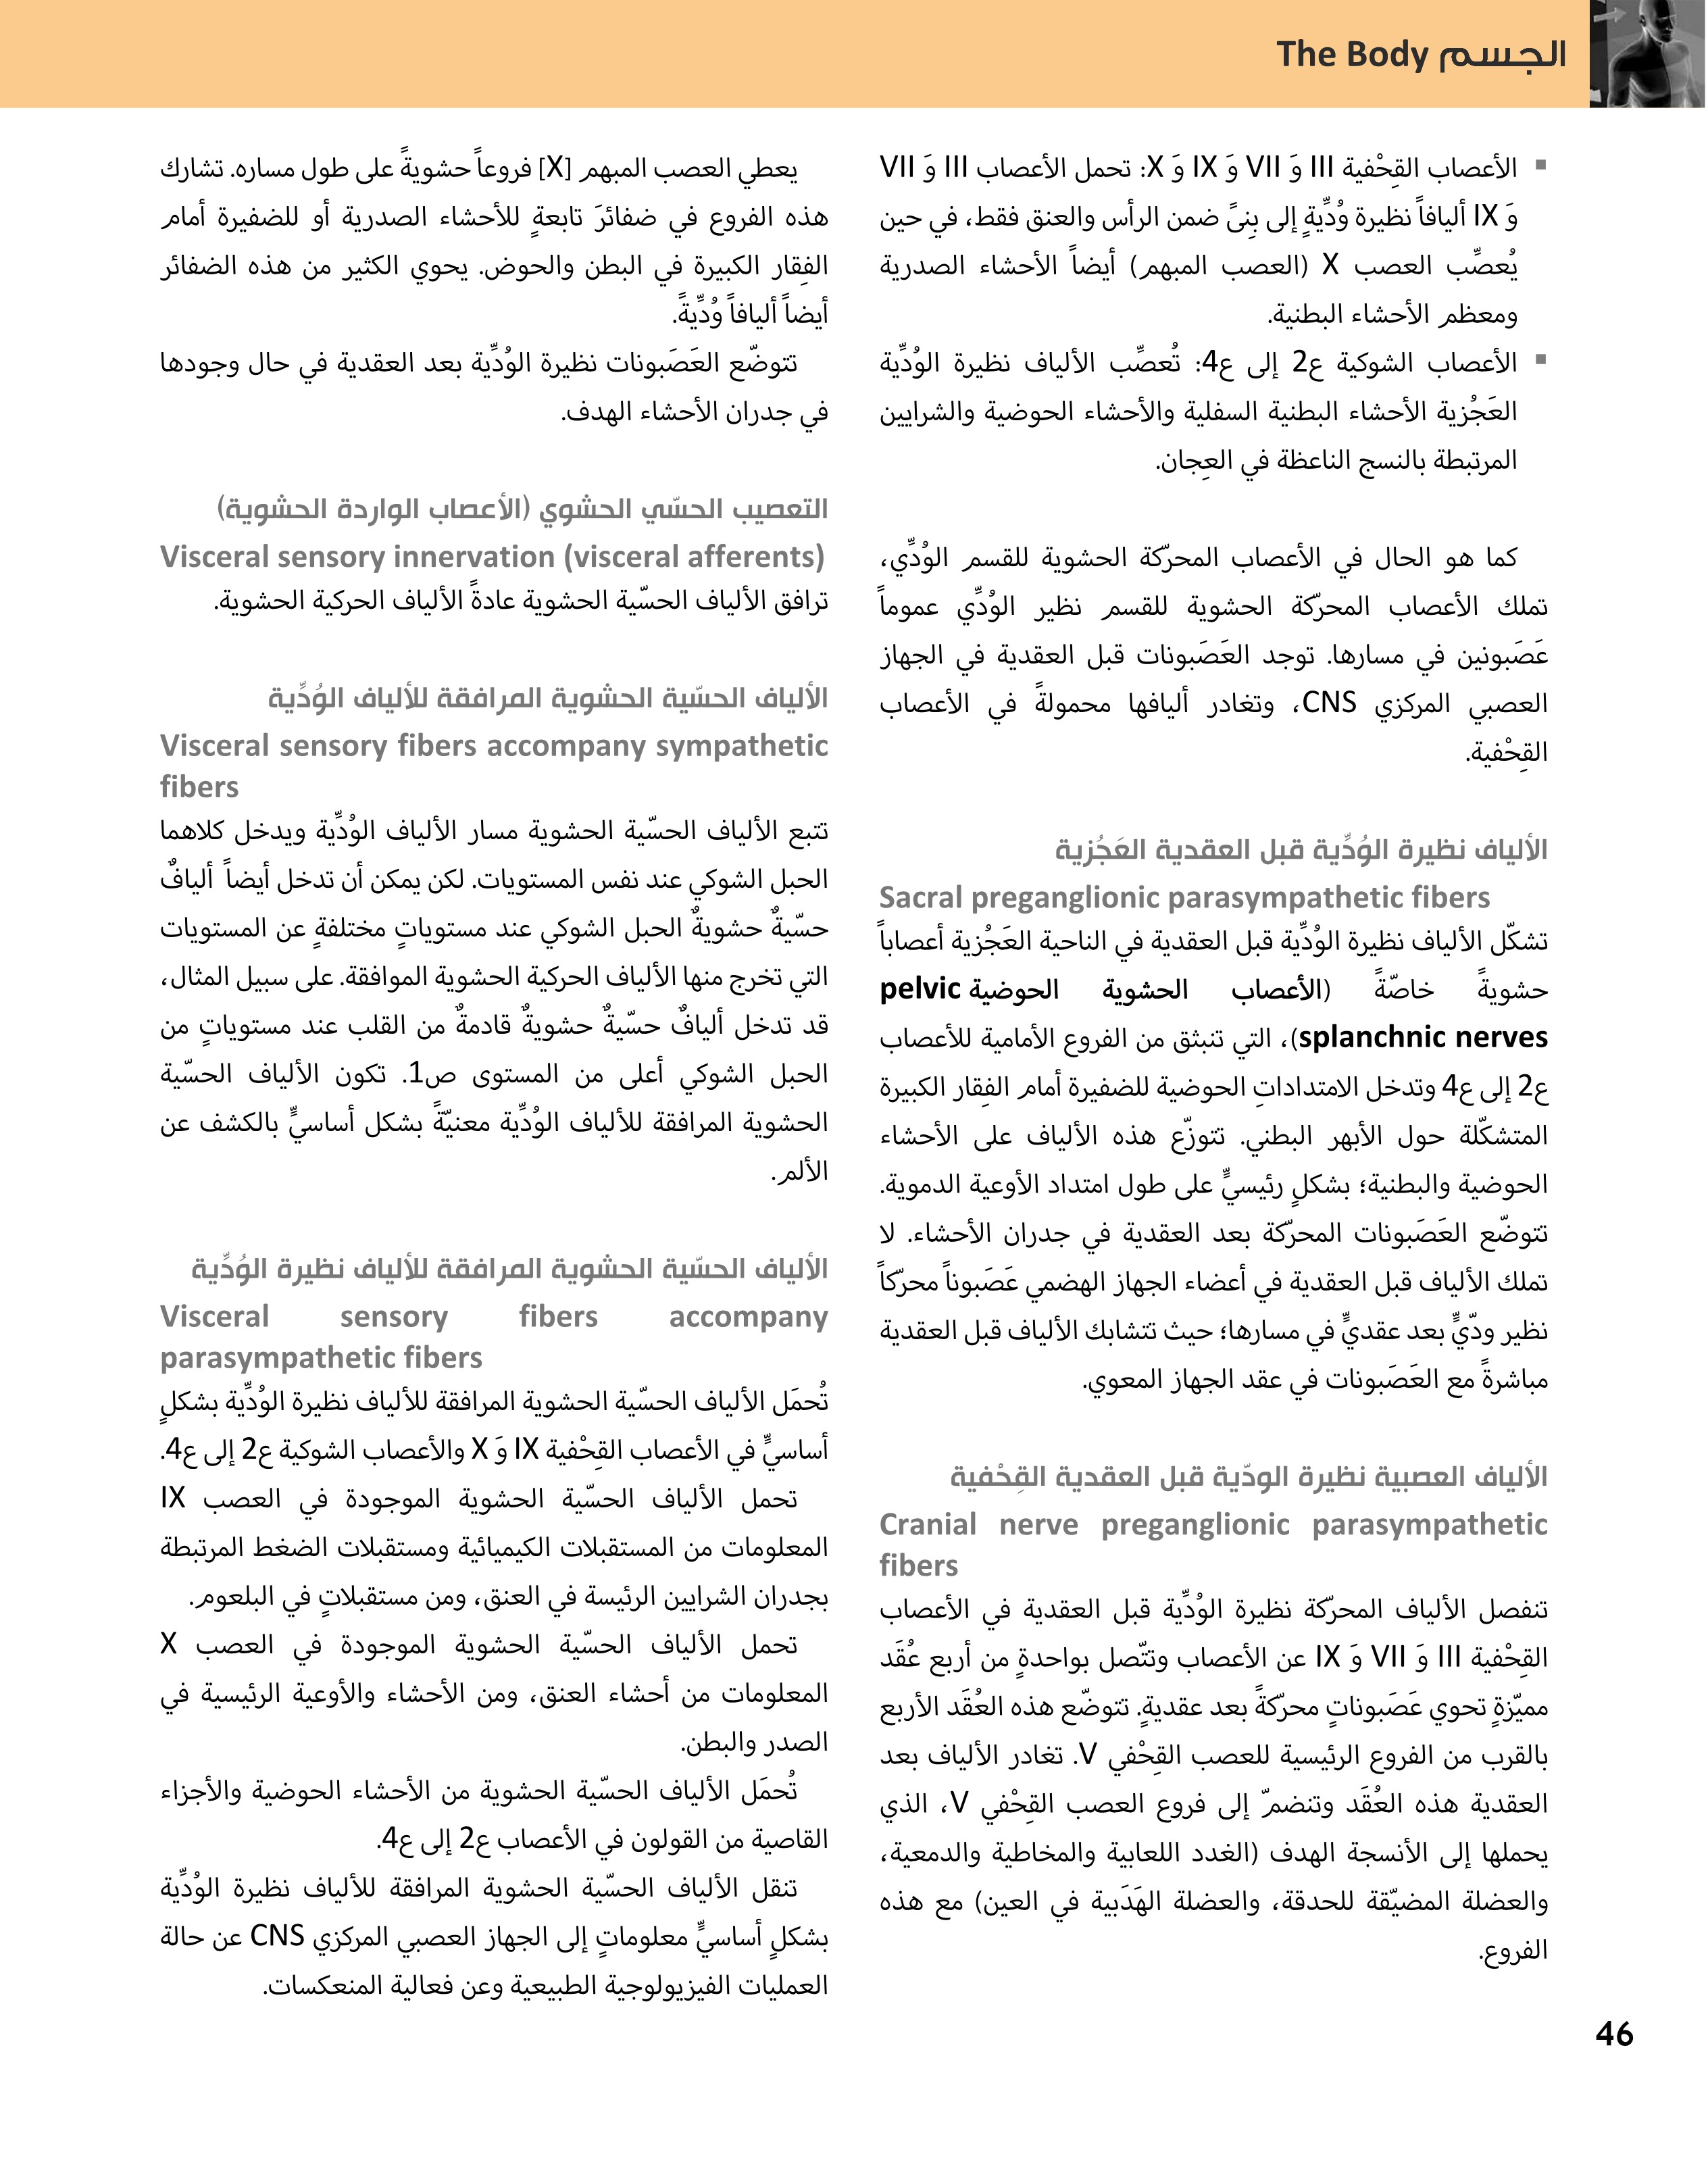 الجسم The Body
▪ الأعصاب القِحْفية III وَ VII وَ IX وَ X: تحمل الأعصاب III وَ VII
وَ IX أليافاً نظيرة وُدِّيةٍ إلى بِنىً ضمن الرأس والعنق فقط، في حين
يُعصِّب العصب X (العصب المبهم) أيضاً الأحشاء الصدرية
ومعظم الأحشاء البطنية.
▪ الأعصاب الشوكية ع2 إلى ع4: تُعصِّب الألياف نظيرة الوُدِّية
العَجُزية الأحشاء البطنية السفلية والأحشاء الحوضية والشرايين
المرتبطة بالنسج الناعظة في العِجان.
كما هو الحال في الأعصاب المحرّكة الحشوية للقسم الوُدِّي،
تملك الأعصاب المحرّكة الحشوية للقسم نظير الوُدِّي عموماً
عَصَبونين في مسارها. توجد العَصَبونات قبل العقدية في الجهاز
العصبي المركزي CNS، وتغادر أليافها محمولةً في الأعصاب
القِحْفية.
الألياف نظيرة الوُدِّية قبل العقدية العَجُزية
Sacral preganglionic parasympathetic fibers
تشكّل الألياف نظيرة الوُدِّية قبل العقدية في الناحية العَجُزية أعصاباً
حشويةً خاصّةً (الأعصاب الحشوية الحوضية pelvic
splanchnic nerves)، التي تنبثق من الفروع الأمامية للأعصاب
ع2 إلى ع4 وتدخل الامتداداتِ الحوضية للضفيرة أمام الفِقار الكبيرة
المتشكّلة حول الأبهر البطني. تتوزّع هذه الألياف على الأحشاء
الحوضية والبطنية؛ بشكلٍ رئيسيٍّ على طول امتداد الأوعية الدموية.
تتوضّع العَصَبونات المحرّكة بعد العقدية في جدران الأحشاء. لا
تملك الألياف قبل العقدية في أعضاء الجهاز الهضمي عَصَبوناً محرّكاً
نظير ودّيٍّ بعد عقديٍّ في مسارها؛ حيث تتشابك الألياف قبل العقدية
مباشرةً مع العَصَبونات في عقد الجهاز المعوي.
الألياف العصبية نظيرة الودّية قبل العقدية القِحْفية
Cranial nerve preganglionic parasympathetic
fibers
تنفصل الألياف المحرّكة نظيرة الوُدِّية قبل العقدية في الأعصاب
القِحْفية III وَ VII وَ IX عن الأعصاب وتتّصل بواحدةٍ من أربع عُقَد
مميّزةٍ تحوي عَصَبوناتٍ محرّكةً بعد عقديةٍ. تتوضّع هذه العُقَد الأربع
بالقرب من الفروع الرئيسية للعصب القِحْفي V. تغادر الألياف بعد
العقدية هذه العُقَد وتنضمّ إلى فروع العصب القِحْفي V، الذي
يحملها إلى الأنسجة الهدف (الغدد اللعابية والمخاطية والدمعية،
والعضلة المضيّقة للحدقة، والعضلة الهَدَبية في العين) مع هذه
الفروع.
يعطي العصب المبهم [X] فروعاً حشويةً على طول مساره. تشارك
هذه الفروع في ضفائرَ تابعةٍ للأحشاء الصدرية أو للضفيرة أمام
الفِقار الكبيرة في البطن والحوض. يحوي الكثير من هذه الضفائر
أيضاً أليافاً وُدِّيةً.
تتوضّع العَصَبونات نظيرة الوُدِّية بعد العقدية في حال وجودها
في جدران الأحشاء الهدف.
التعصيب الحسّي الحشوي (الأعصاب الواردة الحشوية)
Visceral sensory innervation (visceral afferents)
ترافق الألياف الحسّية الحشوية عادةً الألياف الحركية الحشوية.
الألياف الحسّية الحشوية المرافقة للألياف الوُدِّية
Visceral sensory fibers accompany sympathetic
fibers
تتبع الألياف الحسّية الحشوية مسار الألياف الوُدِّية ويدخل كلاهما
الحبل الشوكي عند نفس المستويات. لكن يمكن أن تدخل أيضاً أليافٌ
حسّيةٌ حشويةٌ الحبل الشوكي عند مستوياتٍ مختلفةٍ عن المستويات
التي تخرج منها الألياف الحركية الحشوية الموافقة. على سبيل المثال،
قد تدخل أليافٌ حسّيةٌ حشويةٌ قادمةٌ من القلب عند مستوياتٍ من
الحبل الشوكي أعلى من المستوى ص1. تكون الألياف الحسّية
الحشوية المرافقة للألياف الوُدِّية معنيّةً بشكل أساسيٍّ بالكشف عن
الألم.
الألياف الحسّية الحشوية المرافقة للألياف نظيرة الوُدِّية
Visceral sensory fibers accompany
parasympathetic fibers
تُحمَل الألياف الحسّية الحشوية المرافقة للألياف نظيرة الوُدِّية بشكلٍ
أساسيٍّ في الأعصاب القِحْفية IX وَ X والأعصاب الشوكية ع2 إلى ع4.
تحمل الألياف الحسّية الحشوية الموجودة في العصب IX
المعلومات من المستقبلات الكيميائية ومستقبلات الضغط المرتبطة
بجدران الشرايين الرئيسة في العنق، ومن مستقبلاتٍ في البلعوم.
تحمل الألياف الحسّية الحشوية الموجودة في العصب X
المعلومات من أحشاء العنق، ومن الأحشاء والأوعية الرئيسية في
الصدر والبطن.
تُحمَل الألياف الحسّية الحشوية من الأحشاء الحوضية والأجزاء
القاصية من القولون في الأعصاب ع2 إلى ع4.
تنقل الألياف الحسّية الحشوية المرافقة للألياف نظيرة الوُدِّية
بشكلٍ أساسيٍّ معلوماتٍ إلى الجهاز العصبي المركزي CNS عن حالة
العمليات الفيزيولوجية الطبيعية وعن فعالية المنعكسات.
46